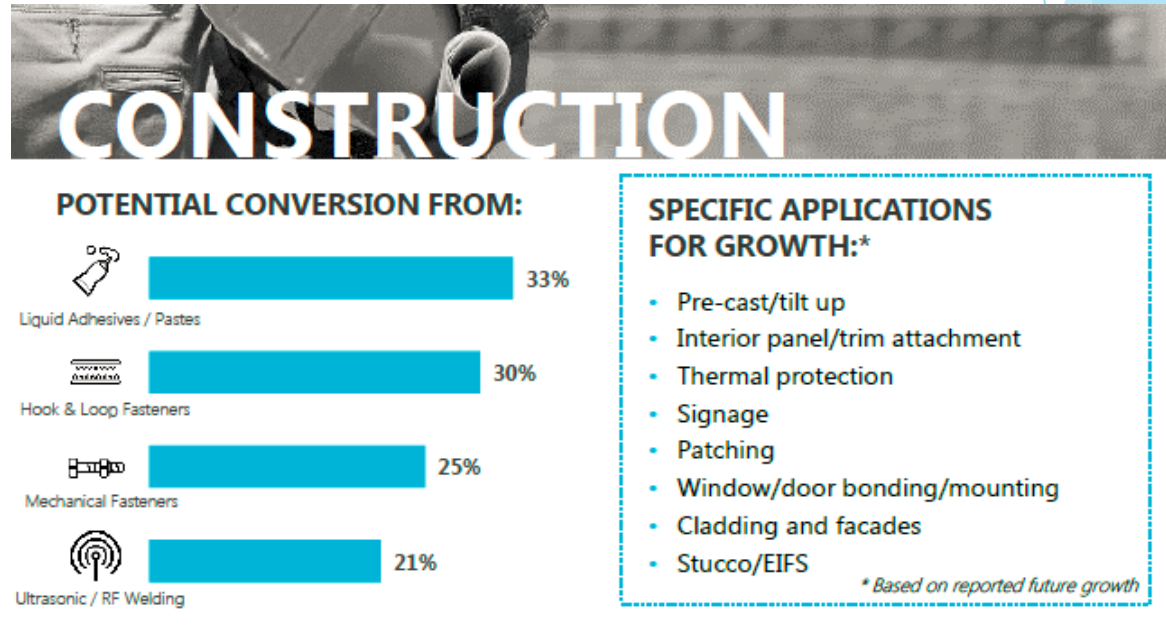 CONSTRUCTION
POTENTIAL CONVERSION FROM:
33%
Liquid Adhesives / Pastes
30%
Hook & Loop Fasteners
25%
Mechanical Fasteners
21%
Ultrasonic / RF Welding
SPECIFIC APPLICATIONS
FOR GROWTH:*
• Pre-cast/tilt up
• Interior panel/trim attachment
• Thermal protection
• Signage
• Patching
• Window/door bonding/mounting
• Cladding and facades
• Stucco/EIFS
* Based on reported future growth